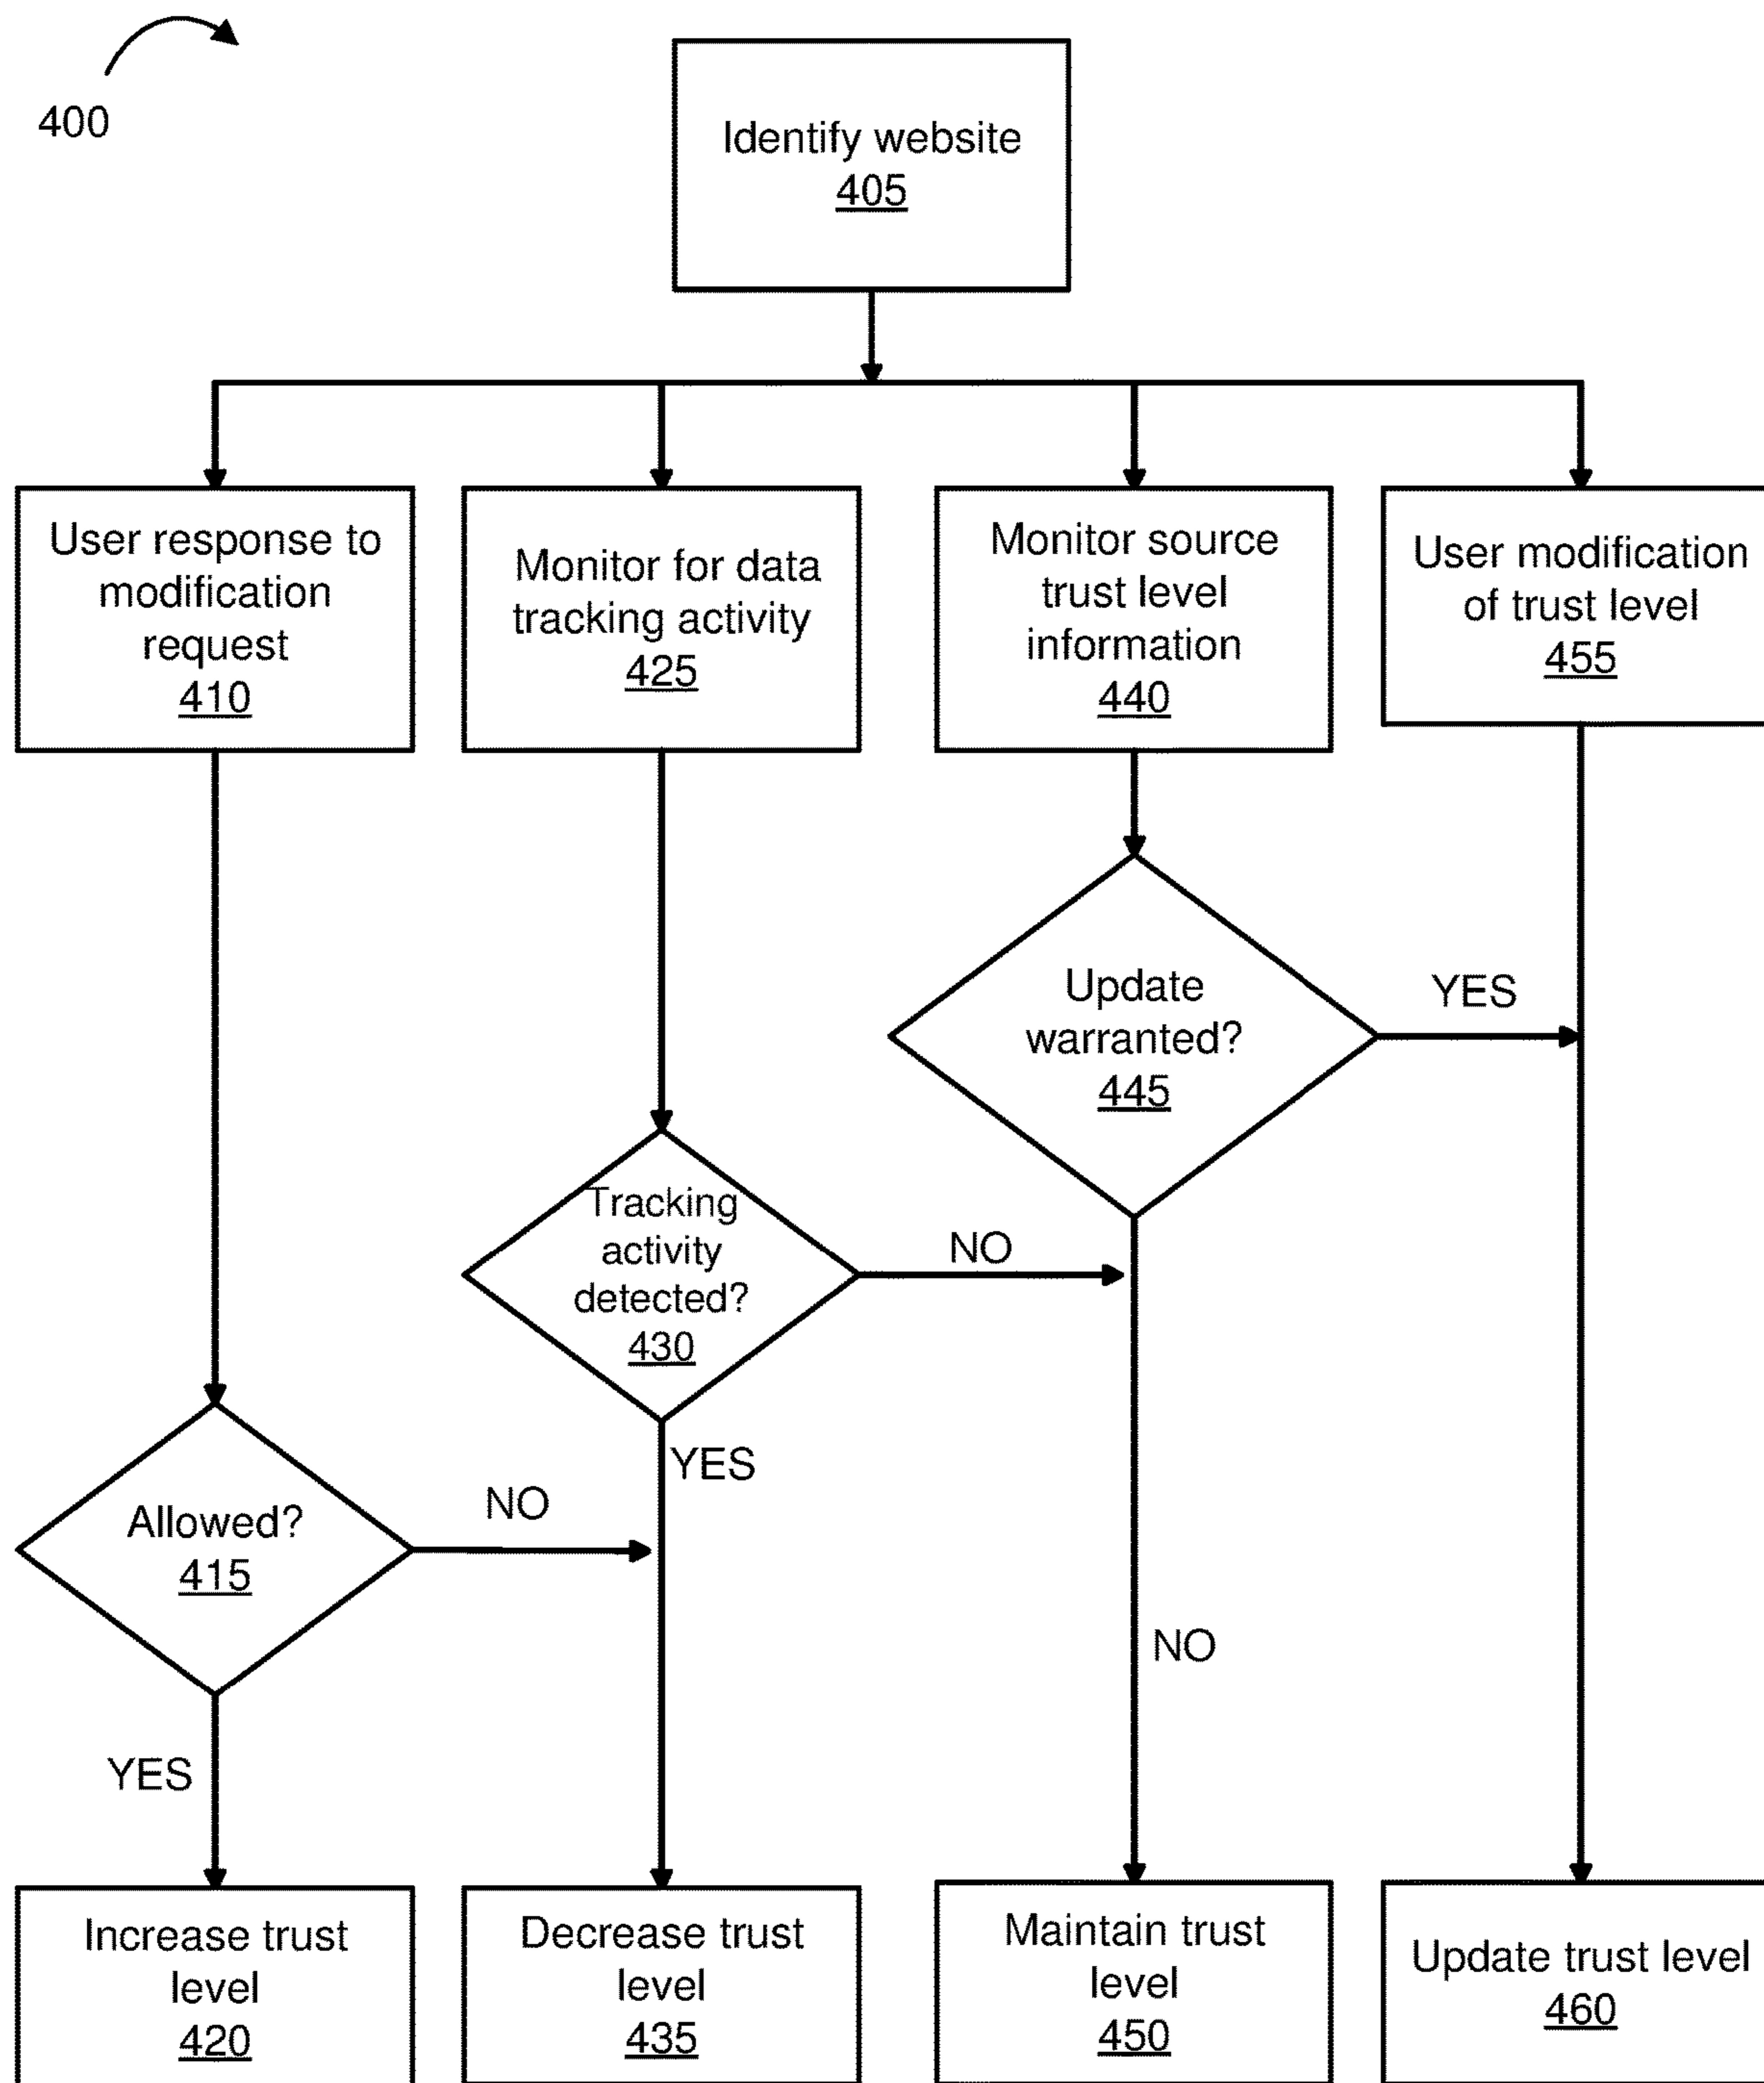 400
Identify website
405
User response to
modification
request
410
Monitor for data
tracking activity
425
Monitor source
trust level
information
440
User modification
of trust level
455
Update
warranted?
445
YES
Tracking
activity
detected?
430
NO
YES
Allowed?
415
NO
NO
YES
Increase trust
level
420
Decrease trust
level
435
Maintain trust
level
450
Update trust level
460